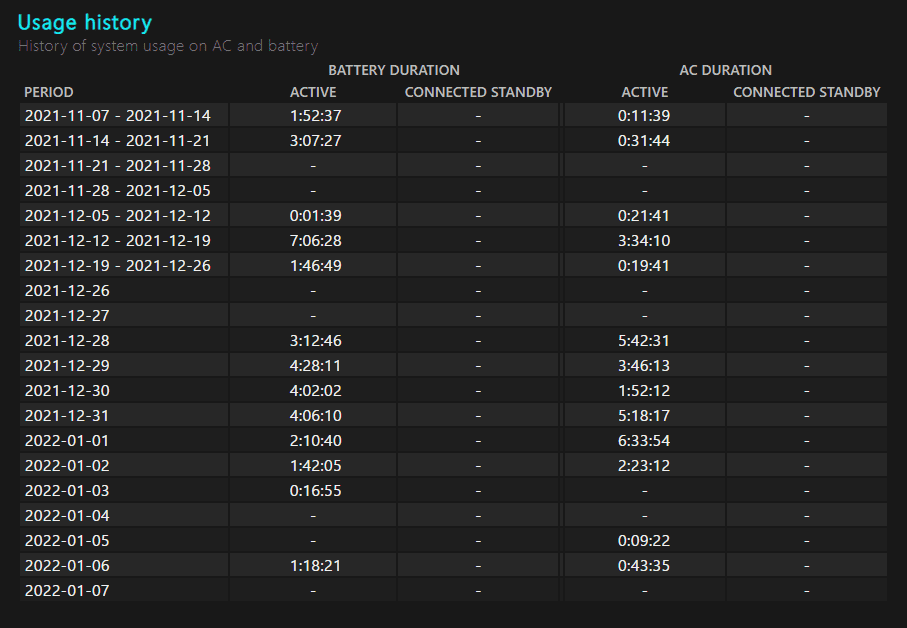 Usage history
History of system usage on AC and battery
BATTERY DURATION AC DURATION
PERIOD ACTIVE CONNECTED STANDBY ACTIVE CONNECTED STANDBY
2021-11-07 - 2021-11-14 1:52:37 - 0:11:39 -
2021-11-14 - 2021-11-21 3:07:27 - 0:31:44 -
2021-11-21 - 2021-11-28 - - - -
2021-11-28 - 2021-12-05 - - - -
2021-12-05 - 2021-12-12 0:01:39 - 0:21:41 -
2021-12-12 - 2021-12-19 7:06:28 - 3:34:10 -
2021-12-19 - 2021-12-26 1:46:49 - 0:19:41 -
2021-12-26 - - - -
2021-12-27 - - - -
2021-12-28 3:12:46 - 5:42:31 -
2021-12-29 4:28:11 - 3:46:13 -
2021-12-30 4:02:02 - 1:52:12 -
2021-12-31 4:06:10 - 5:18:17 -
2022-01-01 2:10:40 - 6:33:54 -
2022-01-02 1:42:05 - 2:23:12 -
2022-01-03 0:16:55 - - -
2022-01-04 - - - -
2022-01-05 - - 0:09:22 -
2022-01-06 1:18:21 - 0:43:35 -
2022-01-07 - - - -